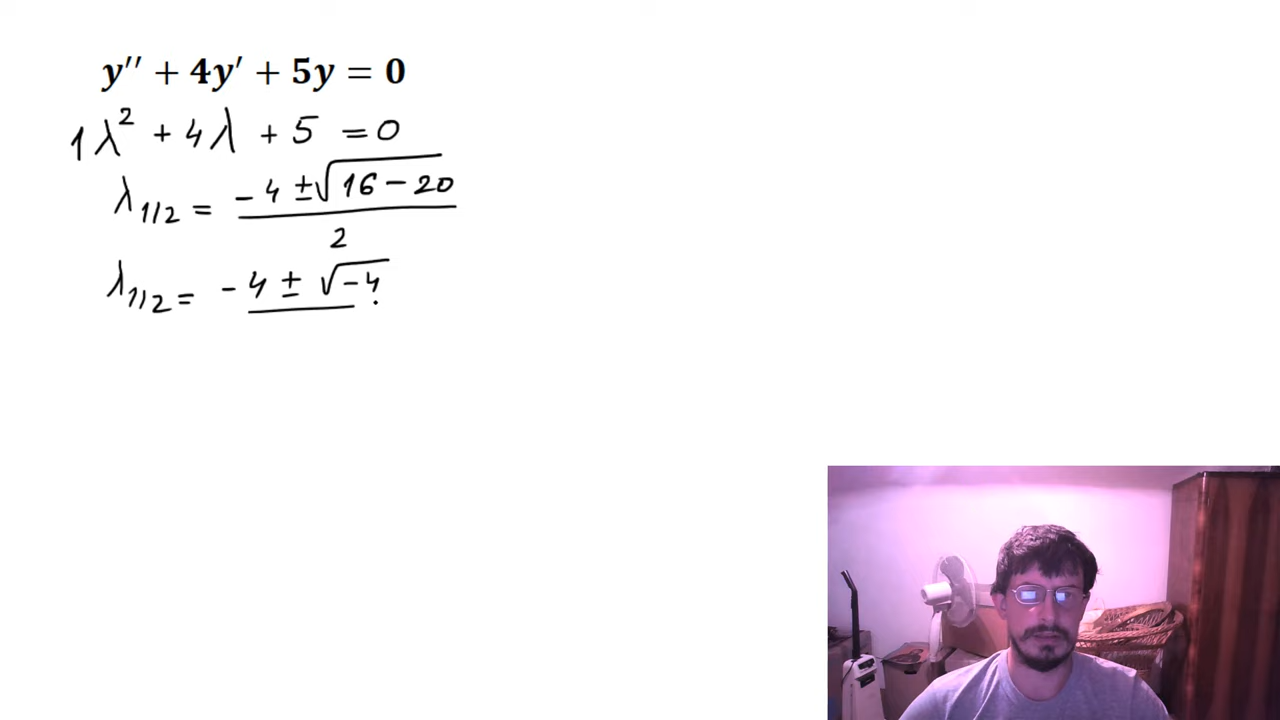 y′′ + 4y′ + 5y = 0
1λ² + 4λ + 5 = 0
λ1/2 = -4 ± √16 - 20
2
λ1/2 = -4 ± √-4